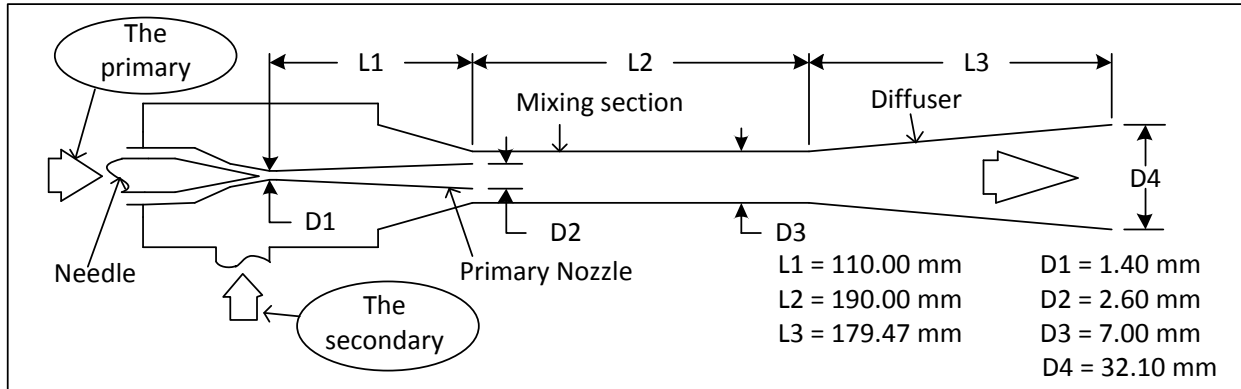 The
primary
L1
L2
L3
Mixing section
Diffuser
D4
D1
D2
D3
Needle
Primary Nozzle
The
secondary
L1 = 110.00 mm
L2 = 190.00 mm
L3 = 179.47 mm
D1 = 1.40 mm
D2 = 2.60 mm
D3 = 7.00 mm
D4 = 32.10 mm